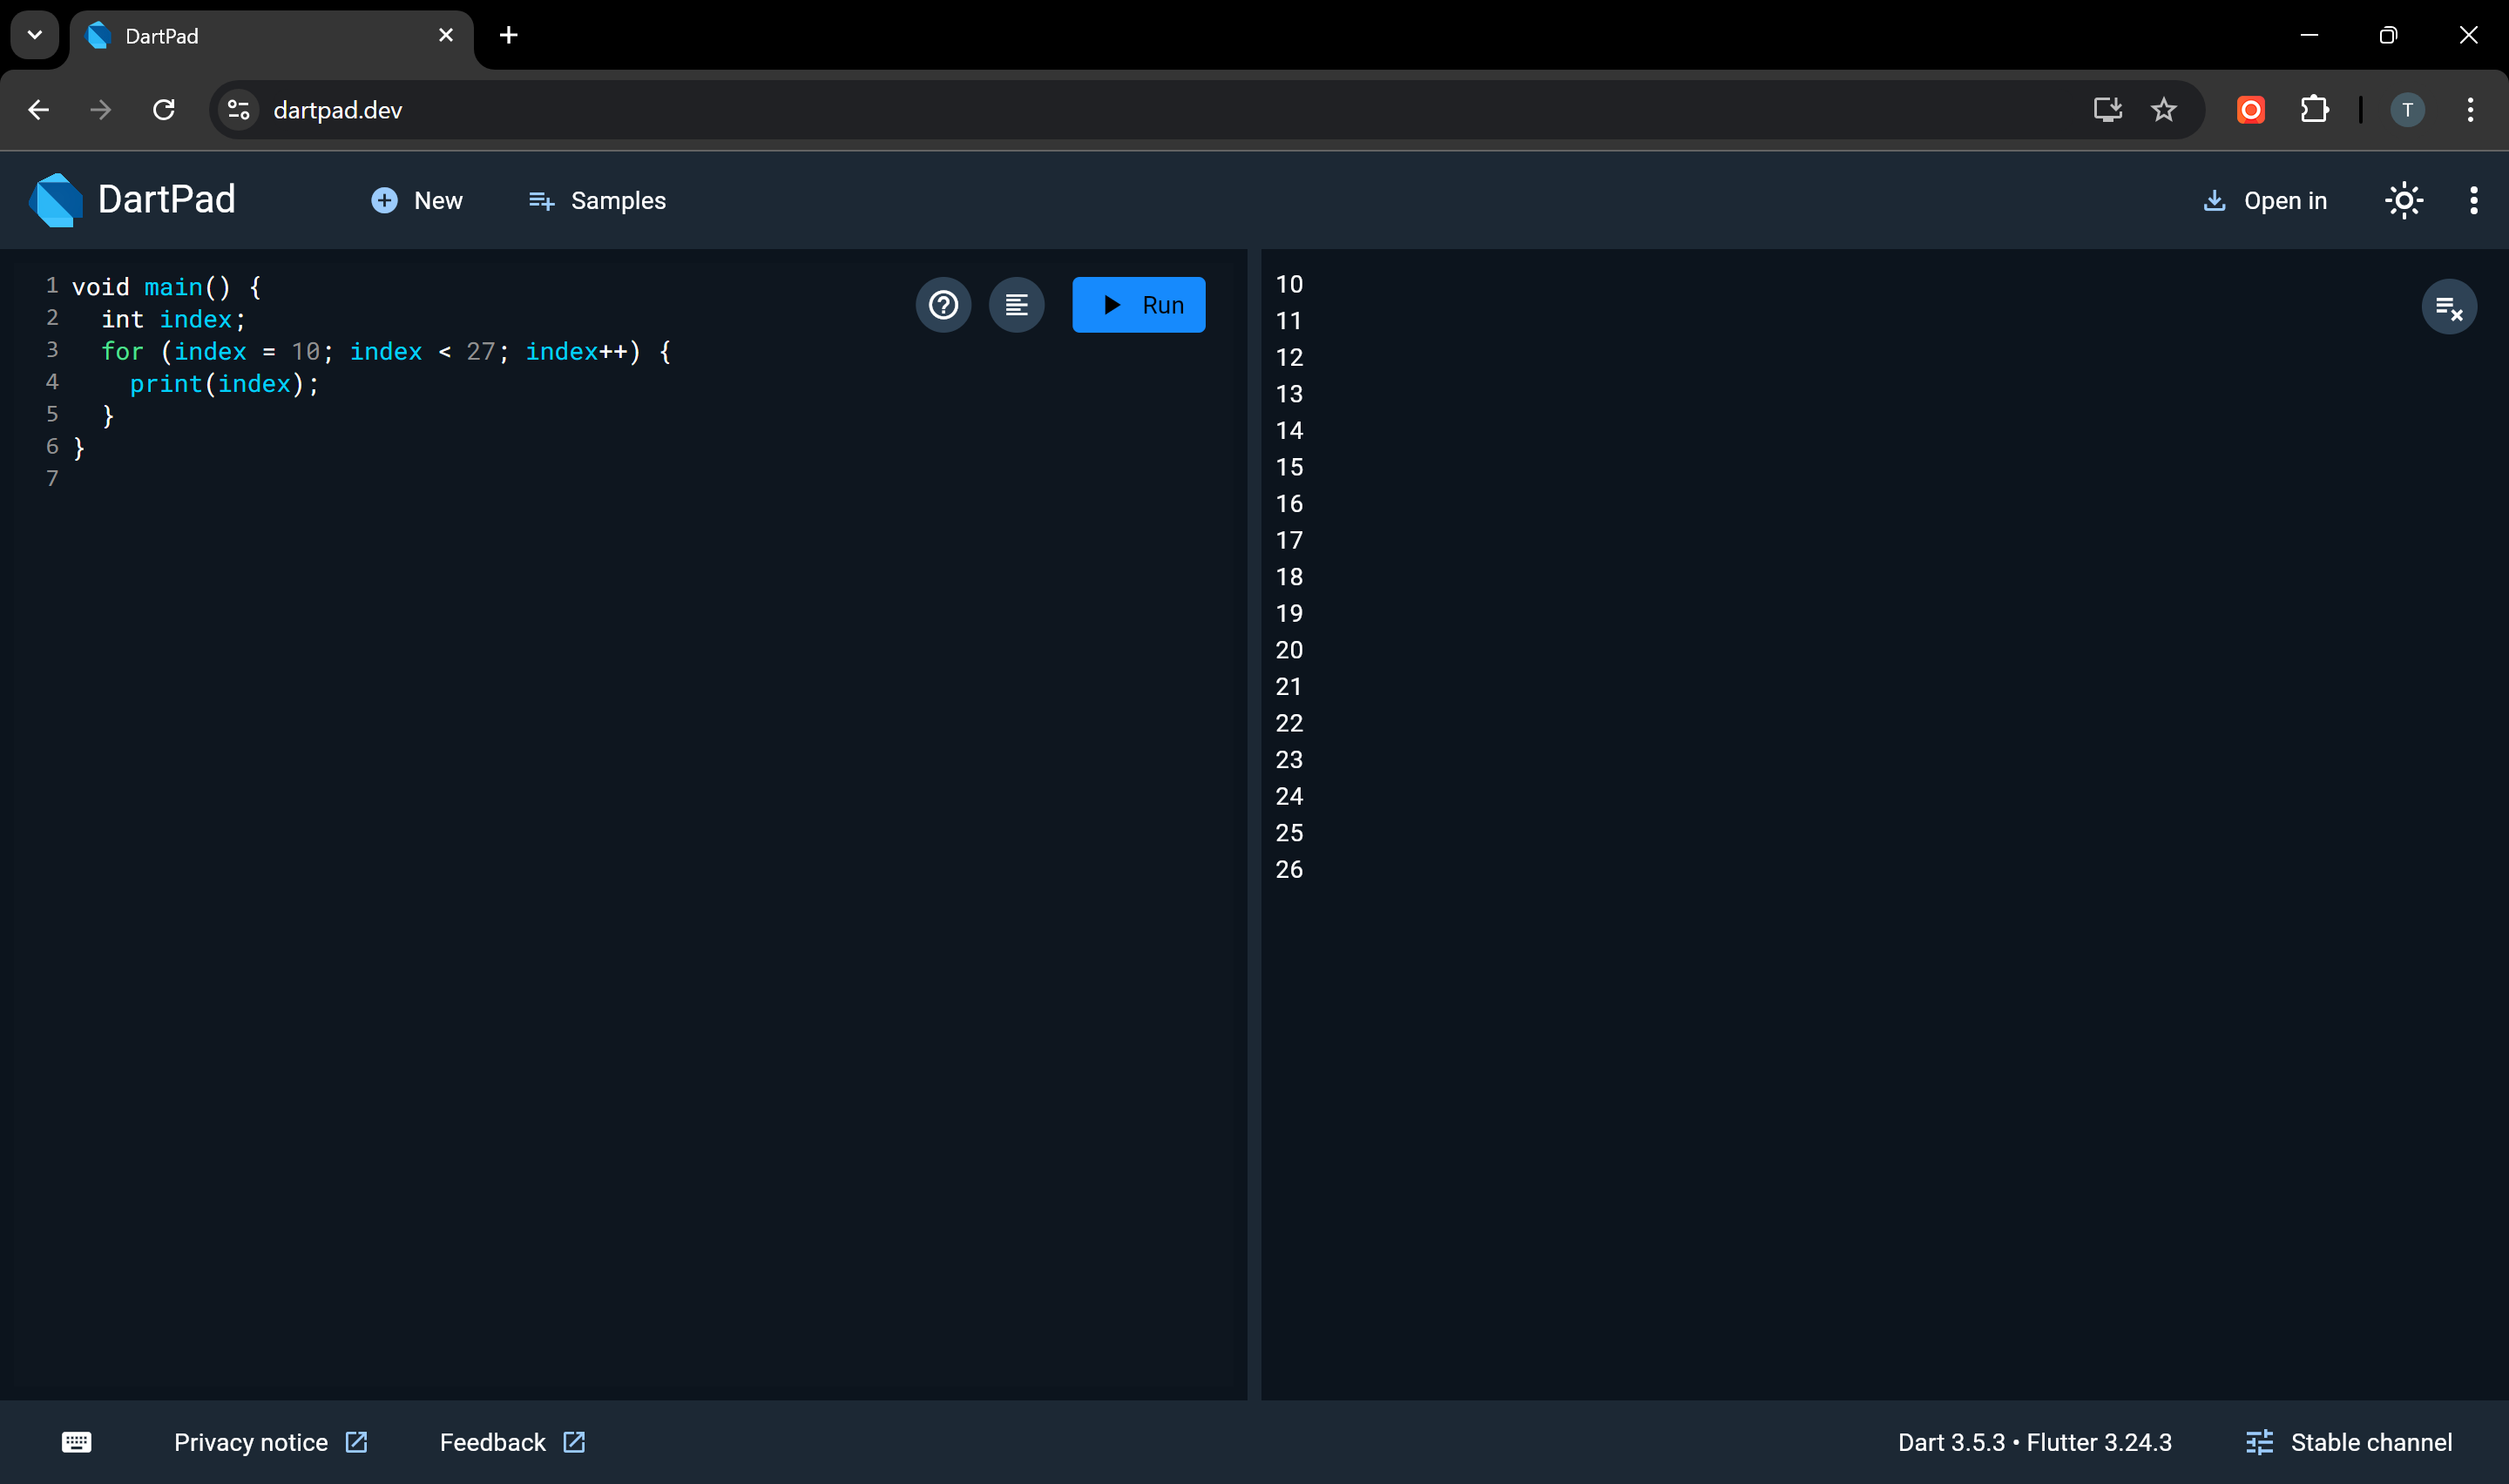 DartPad
dartpad.dev
T
DartPad
New
Samples
Open in
1 void main() {
2   int index;
3   for (index = 10; index < 27; index++) {
4     print(index);
5   }
6 }
7
Run
10
11
12
13
14
15
16
17
18
19
20
21
22
23
24
25
26
Privacy notice
Feedback
Dart 3.5.3 • Flutter 3.24.3
Stable channel